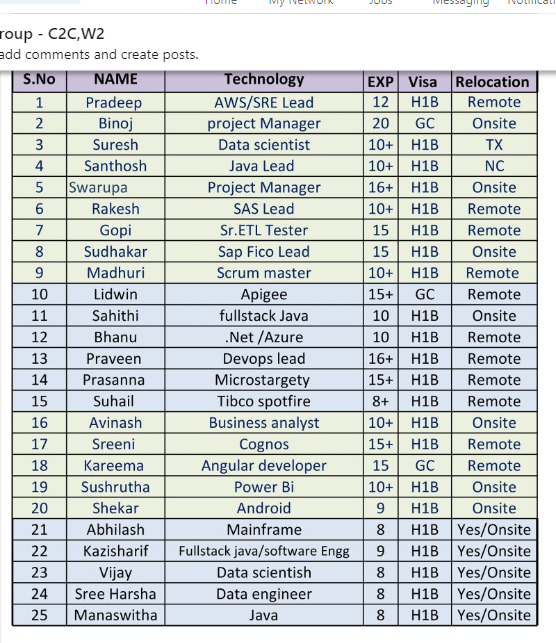 Home My Network Jobs Messaging
roup - C2C,W2
add comments and create posts.
S.No NAME Technology EXP Visa Relocation
1 Pradeep AWS/SRE Lead 12 H1B Remote
2 Binoj project Manager 20 GC Onsite
3 Suresh Data scientist 10+ H1B TX
4 Santhosh Java Lead 10+ H1B NC
5 Swarupa Project Manager 16+ H1B Onsite
6 Rakesh SAS Lead 10+ H1B Remote
7 Gopi Sr.ETL Tester 15 H1B Remote
8 Sudhakar Sap Fico Lead 15 H1B Onsite
9 Madhuri Scrum master 10+ H1B Remote
10 Lidwin Apigee 15+ GC Remote
11 Sahithi fullstack Java 10 H1B Onsite
12 Bhanu .Net /Azure 10 H1B Remote
13 Praveen Devops lead 16+ H1B Remote
14 Prasanna Microstargety 15+ H1B Remote
15 Suhail Tibco spotfire 8+ H1B Remote
16 Avinash Business analyst 10+ H1B Onsite
17 Sreeni Cognos 15+ H1B Remote
18 Kareema Angular developer 15 GC Remote
19 Sushrutha Power Bi 10+ H1B Onsite
20 Shekar Android 9 H1B Onsite
21 Abhilash Mainframe 8 H1B Yes/Onsite
22 Kazisharif Fullstack java/software Engg 9 H1B Yes/Onsite
23 Vijay Data scientish 8 H1B Yes/Onsite
24 Sree Harsha Data engineer 8 H1B Yes/Onsite
25 Manaswitha Java 8 H1B Yes/Onsite